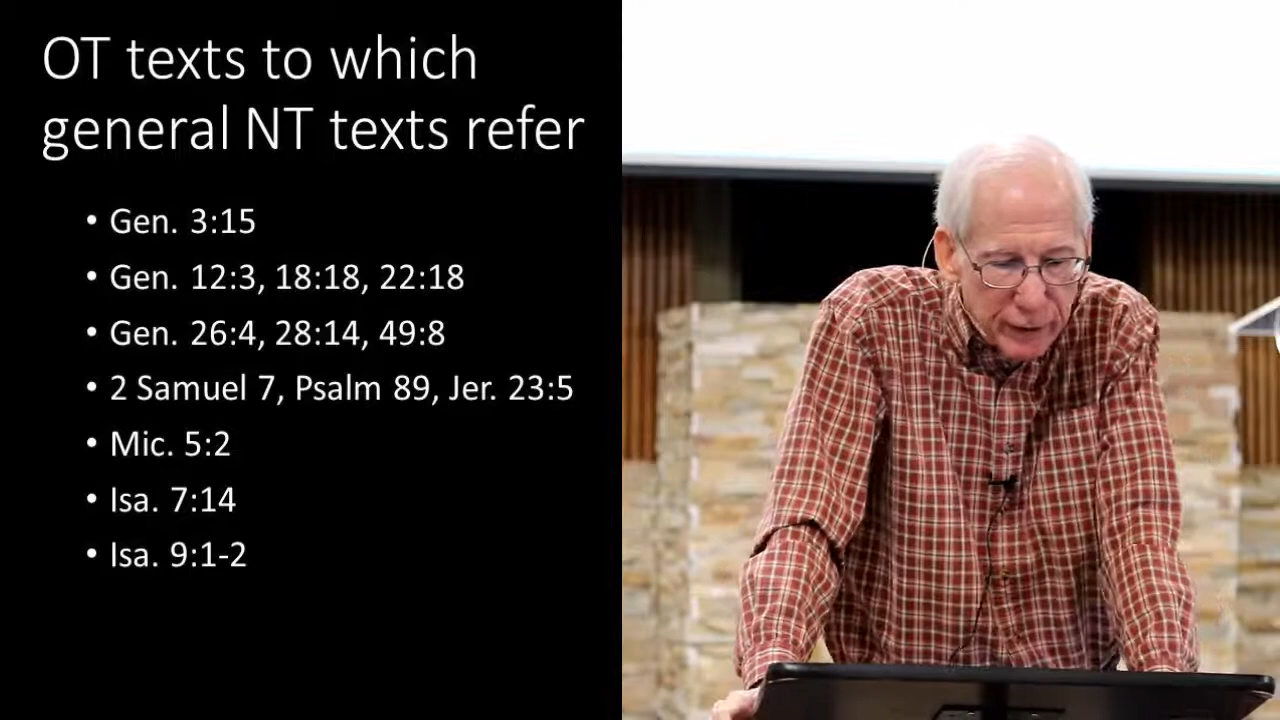 OT texts to which
general NT texts refer
• Gen. 3:15
• Gen. 12:3, 18:18, 22:18
• Gen. 26:4, 28:14, 49:8
• 2 Samuel 7, Psalm 89, Jer. 23:5
• Mic. 5:2
• Isa. 7:14
• Isa. 9:1-2